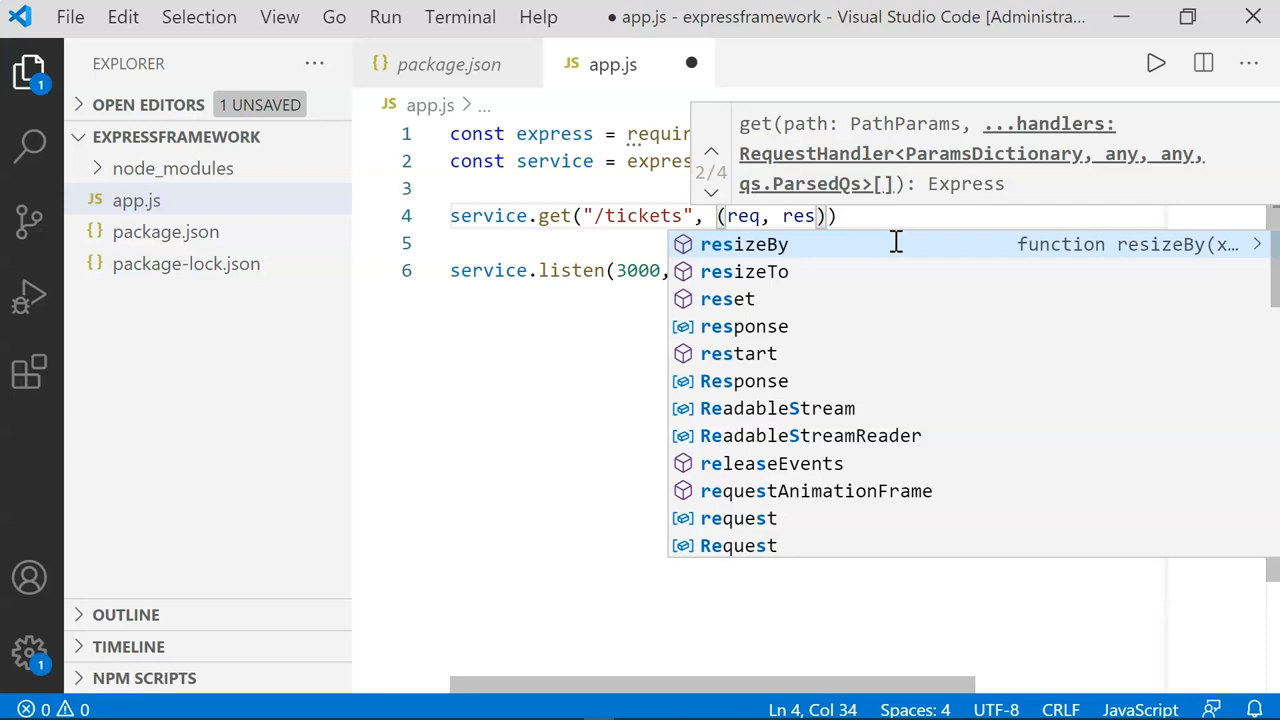 File Edit Selection View Go Run Terminal Help ● app.js - expressframework - Visual Studio Code [Administra...
EXPLORER ...
1
OPEN EDITORS 1 UNSAVED
EXPRESSFRAMEWORK
node_modules
JS app.js
package.json
package-lock.json
OUTLINE
TIMELINE
NPM SCRIPTS
1
{} package.json JS app.js ●
JS app.js > ...
1 const express = requir
2 const service = expres
3
4 service.get("/tickets", (req, res))
5
6 service.listen(3000,
2/4
get(path: PathParams, ...handlers:
RequestHandler<ParamsDictionary, any, any,
qs.ParsedQs>[]): Express
resizeBy function resizeBy(x...
resizeTo
reset
response
restart
Response
ReadableStream
ReadableStreamReader
releaseEvents
requestAnimationFrame
request
Request
0 0 Ln 4, Col 34 Spaces: 4 UTF-8 CRLF JavaScript